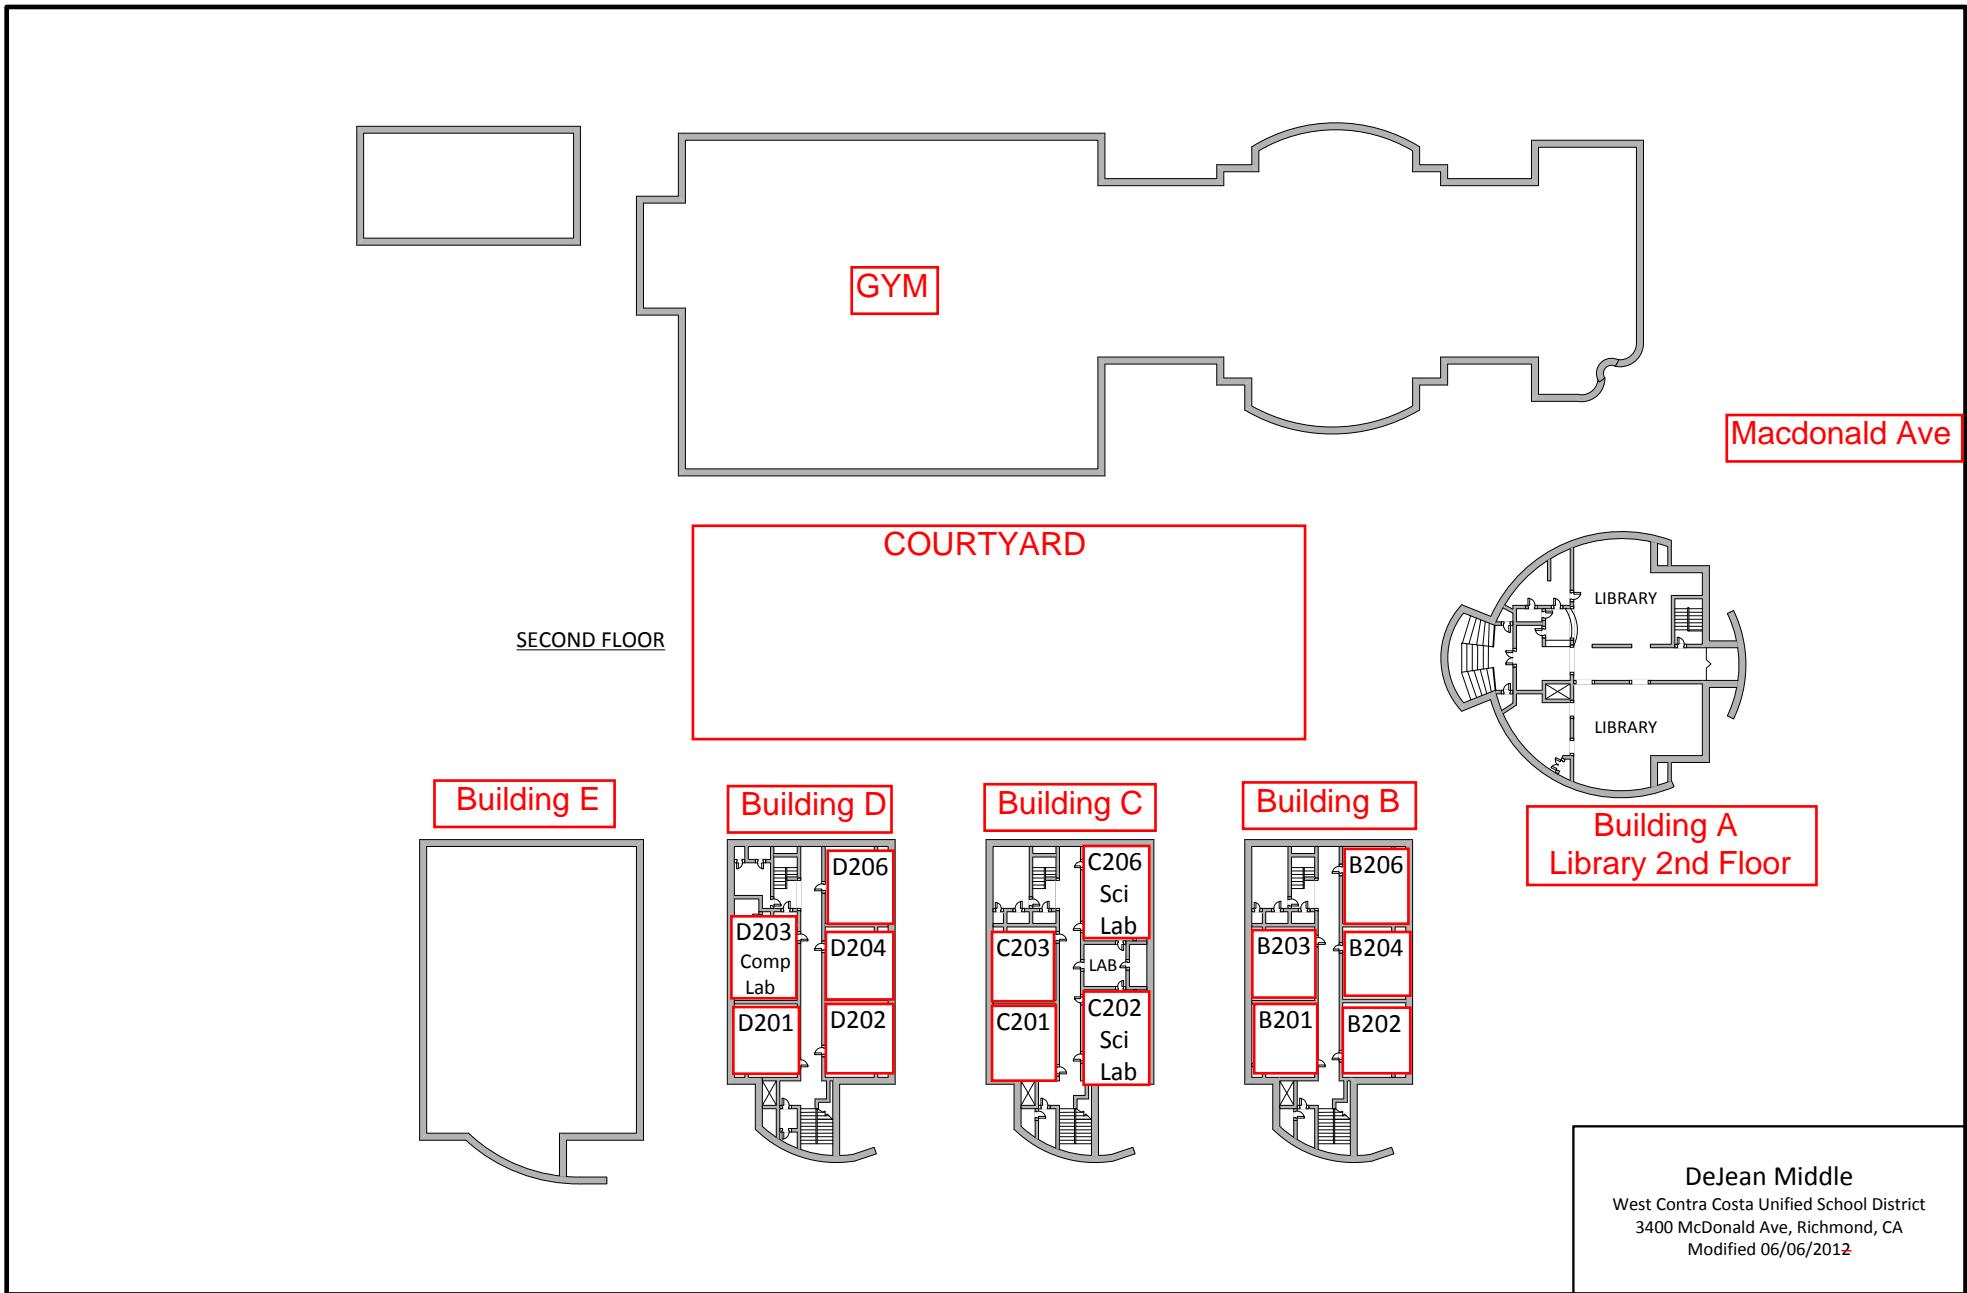 GYM
Macdonald Ave
COURTYARD
SECOND FLOOR
LIBRARY
LIBRARY
Building E
Building D
Building C
Building B
Building A
Library 2nd Floor
D206
D203
Comp
Lab
D204
D201
D202
C206
Sci
Lab
C203
LAB
C201
C202
Sci
Lab
B206
B203
B204
B201
B202
DeJean Middle
West Contra Costa Unified School District
3400 McDonald Ave, Richmond, CA
Modified 06/06/2012